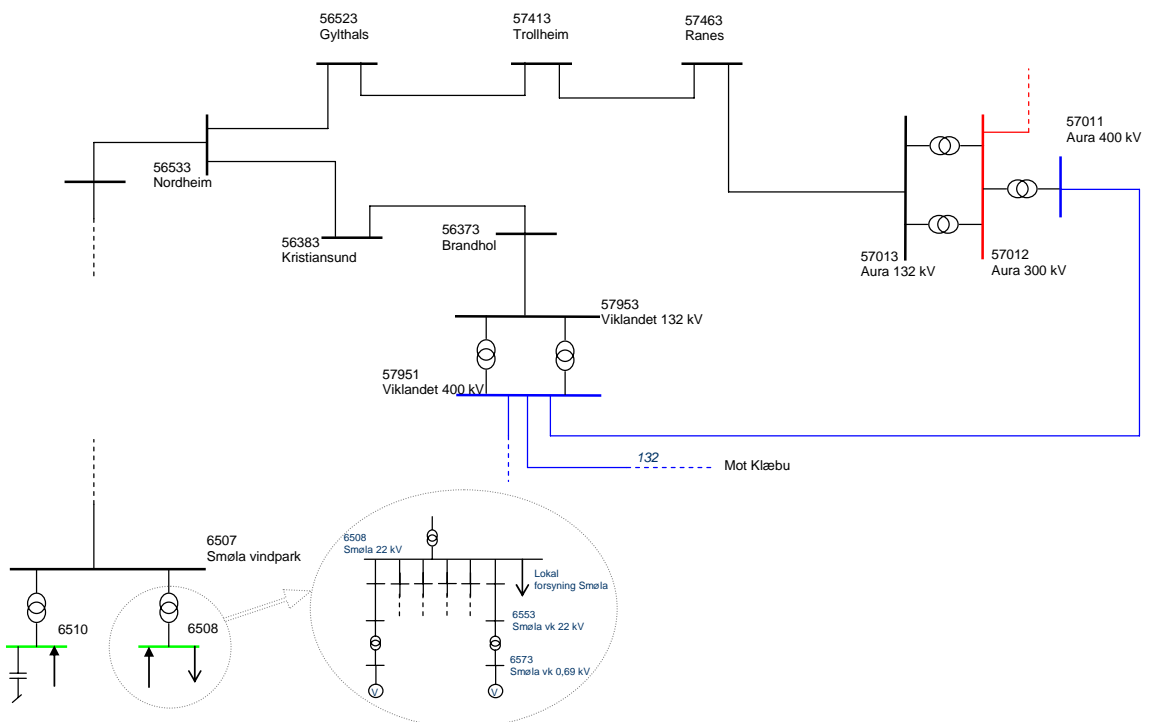 56523
Gylthals
57413
Trollheim
57463
Ranes
57011
Aura 400 kV
56533
Nordheim
56383
Kristiansund
56373
Brandhol
57013
Aura 132 kV
57012
Aura 300 kV
57953
Viklandet 132 kV
57951
Viklandet 400 kV
132
Mot Klæbu
6507
Smøla vindpark
6510
6508
6508
Smøla 22 kV
Lokal
forsyning Smøla
6553
Smøla vk 22 kV
6573
Smøla vk 0,69 kV
V
V